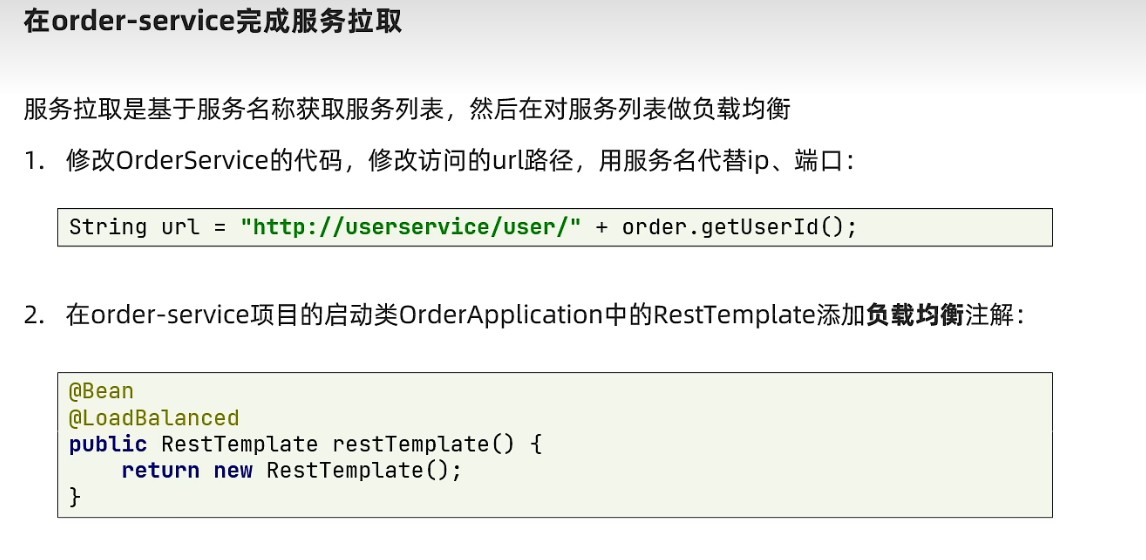 在order-service完成服务拉取
服务拉取是基于服务名称获取服务列表，然后在对服务列表做负载均衡
1. 修改OrderService的代码，修改访问的url路径，用服务名代替ip、端口：
String url = "http://userservice/user/" + order.getUserId();
2. 在order-service项目的启动类OrderApplication中的RestTemplate添加负载均衡注解：
@Bean
@LoadBalanced
public RestTemplate restTemplate() {
    return new RestTemplate();
}